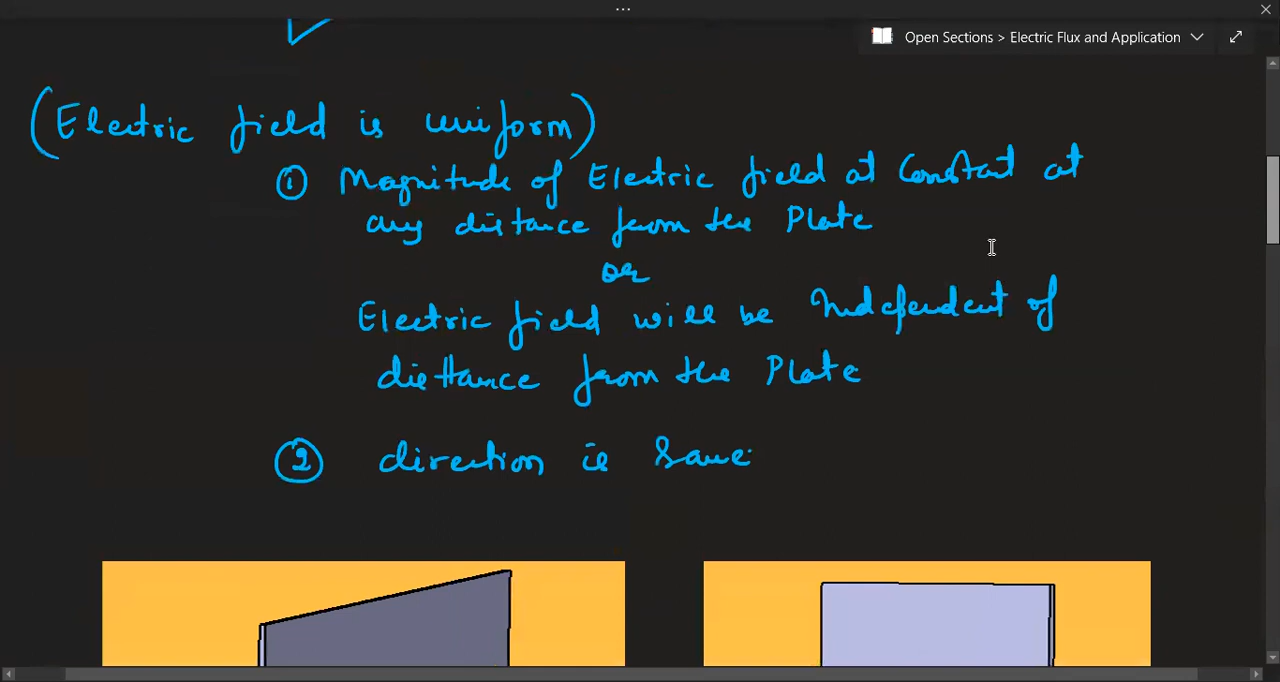 Open Sections > Electric Flux and Application
(Electric field is uniform)
① Magnitude of Electric field at Constat at
any distance from the Plate
or
Electric field will be Independent of
distance from the Plate
② direction is Same